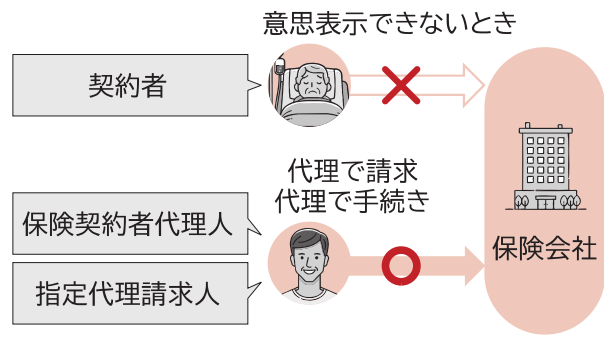 意思表示できないとき
契約者
代理で請求
代理で手続き
保険契約者代理人
指定代理請求人
保険会社